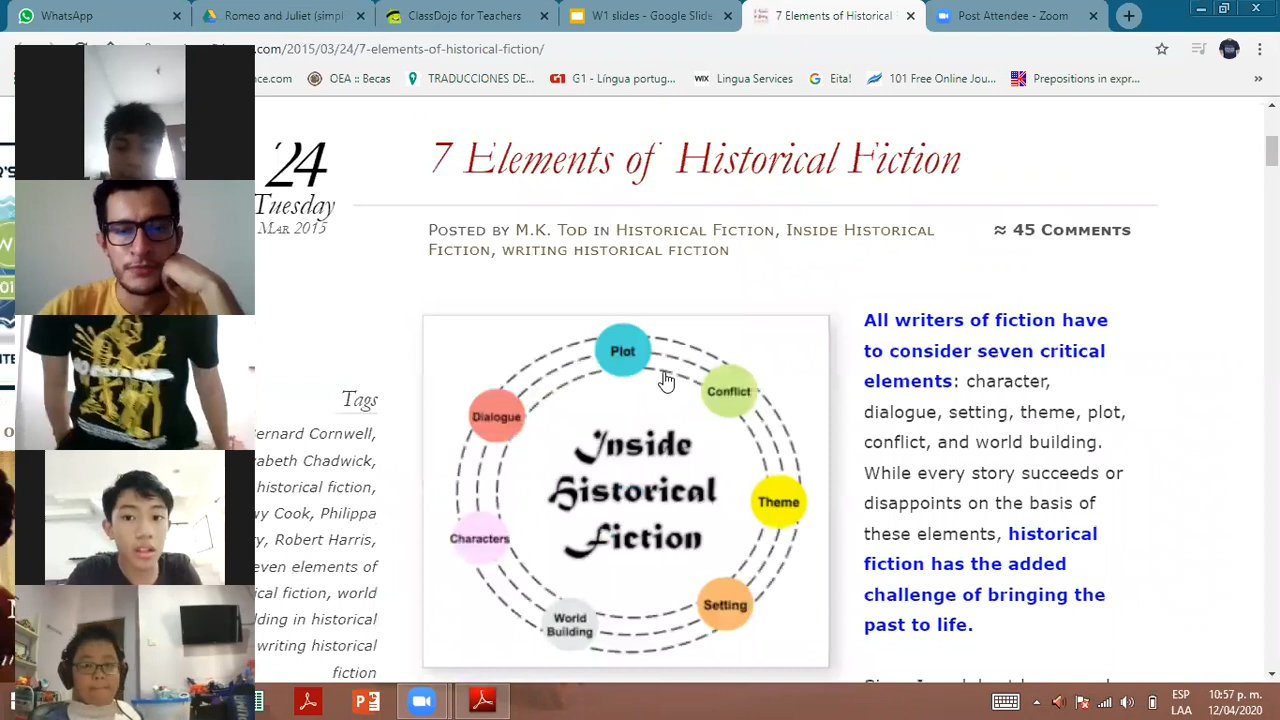 WhatsApp
Romeo and Juliet (simpl
ClassDojo for Characters
W1 slides - Google Slides
7 Elements of Historical F
Post Attendee - Zoom
.com/2015/03/24/7-elements-of-historical-fiction/
OEA :: Becas
TRADUCCIONES DE...
G1 - Língua portug...
Lingua Services
Eita!
101 Free Online Jou...
Prepositions in expr...
24
Tuesday
Mar 2015
7 Elements of Historical Fiction
Posted by M.K. Tod in Historical Fiction, Inside Historical
Fiction, writing historical fiction
≈ 45 Comments
Plot
Conflict
Dialogue
Theme
Characters
Setting
World
Building
Inside
Historical
Fiction
All writers of fiction have
to consider seven critical
elements: character,
dialogue, setting, theme, plot,
conflict, and world building.
While every story succeeds or
disappoints on the basis of
these elements, historical
fiction has the added
challenge of bringing the
past to life.
Tags
ernard Cornwell,
zabeth Chadwick,
historical fiction,
wy Cook, Philippa
ry, Robert Harris,
even elements of
ical fiction, world
lding in historical
writing historical
fiction
ESP
LAA
10:57 p. m.
12/04/2020